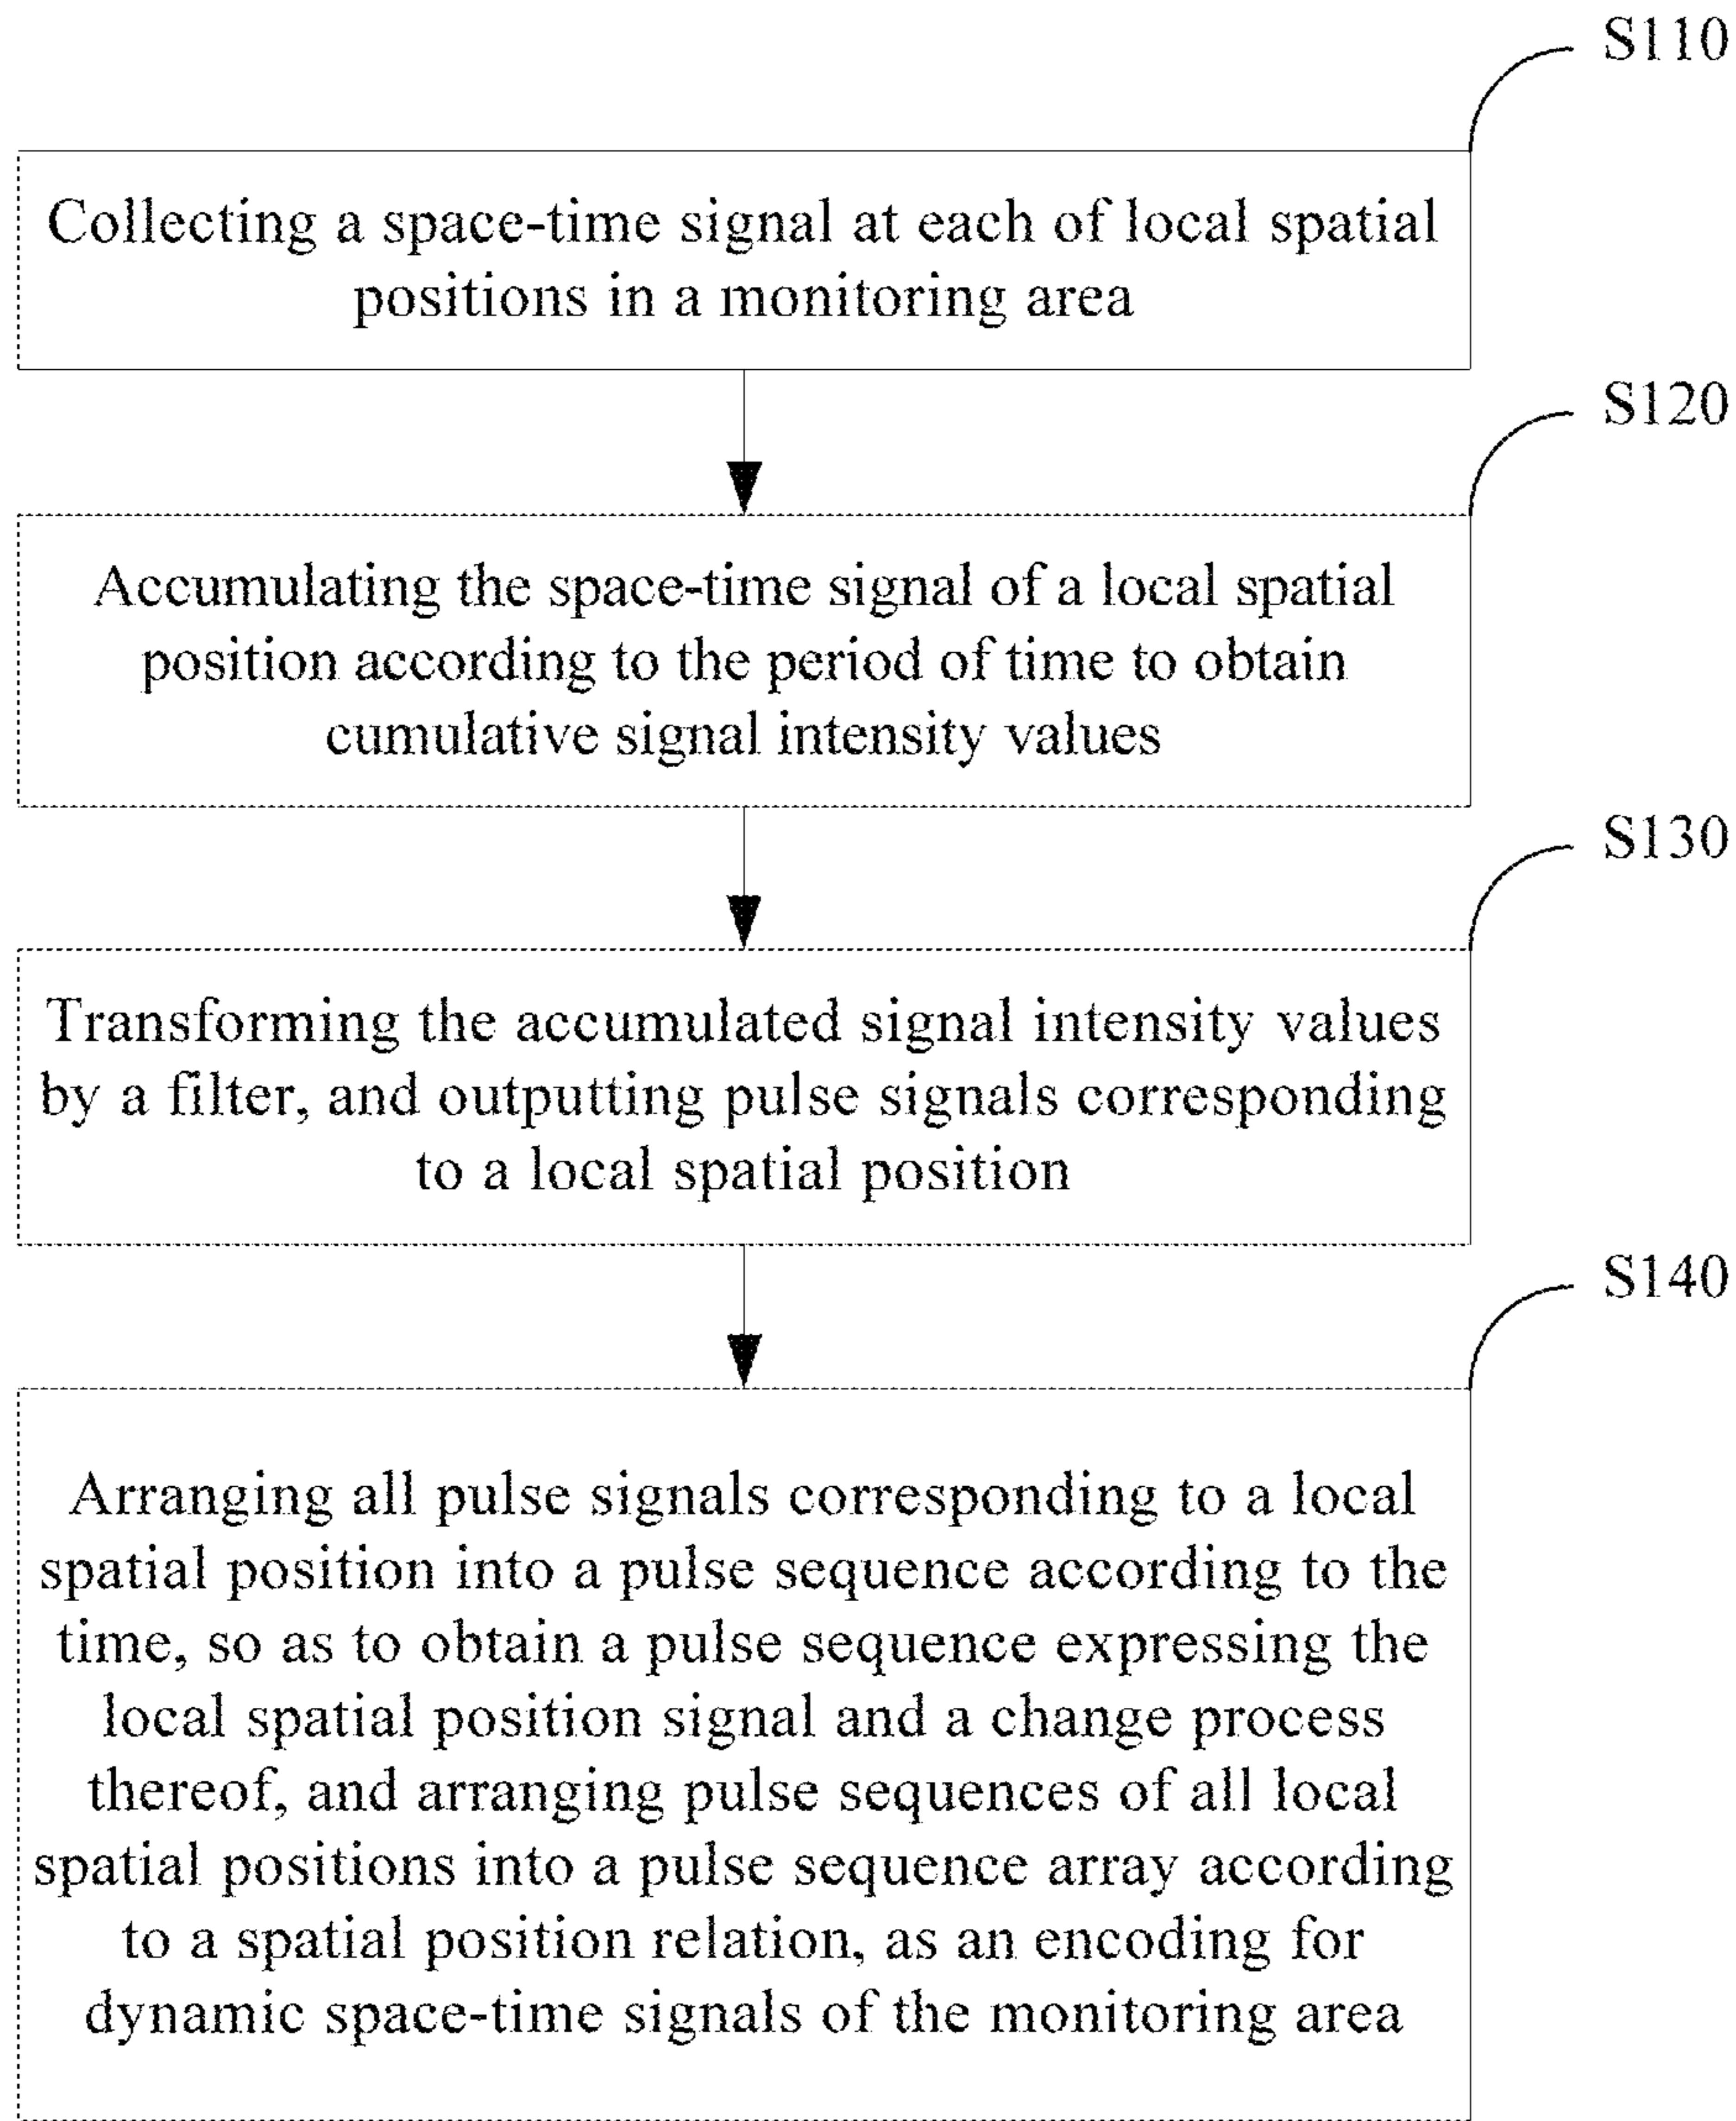 S110
Collecting a space-time signal at each of local spatial
positions in a monitoring area
S120
Accumulating the space-time signal of a local spatial
position according to the period of time to obtain
cumulative signal intensity values
S130
Transforming the accumulated signal intensity values
by a filter, and outputting pulse signals corresponding
to a local spatial position
S140
Arranging all pulse signals corresponding to a local
spatial position into a pulse sequence according to the
time, so as to obtain a pulse sequence expressing the
local spatial position signal and a change process
thereof, and arranging pulse sequences of all local
spatial positions into a pulse sequence array according
to a spatial position relation, as an encoding for
dynamic space-time signals of the monitoring area